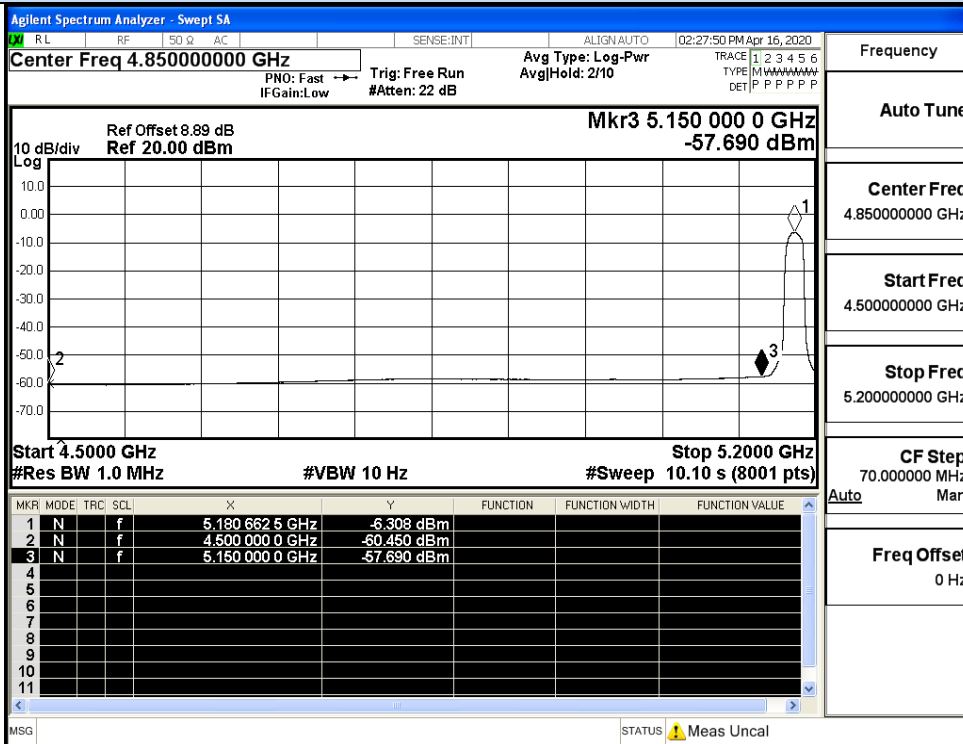 Agilent Spectrum Analyzer - Swept SA
LXI RL RF 50 Ω AC SENSE:INT ALIGN AUTO 02:27:50 PM Apr 16, 2020
Center Freq 4.850000000 GHz
PNO: Fast
IFGain:Low
Trig: Free Run
#Atten: 22 dB
Avg Type: Log-Pwr
Avg|Hold: 2/10
TRACE 1 2 3 4 5 6
TYPE M WWWWW
DET P P P P P P
Mkr3 5.150 000 0 GHz
-57.690 dBm
Ref Offset 8.89 dB
10 dB/div Ref 20.00 dBm
Log
10.0
0.00
-10.0
-20.0
-30.0
-40.0
-50.0
-60.0
-70.0
1
2
3
Start 4.5000 GHz Stop 5.2000 GHz
#Res BW 1.0 MHz #VBW 10 Hz #Sweep 10.10 s (8001 pts)
MKR MODE TRC SCL X Y FUNCTION FUNCTION WIDTH FUNCTION VALUE
1 N f 5.180 662 5 GHz -6.308 dBm
2 N f 4.500 000 0 GHz -60.450 dBm
3 N f 5.150 000 0 GHz -57.690 dBm
4
5
6
7
8
9
10
11
MSG STATUS Meas Uncal
Frequency
Auto Tune
Center Freq
4.850000000 GHz
Start Freq
4.500000000 GHz
Stop Freq
5.200000000 GHz
CF Step
70.000000 MHz
Auto Man
Freq Offset
0 Hz